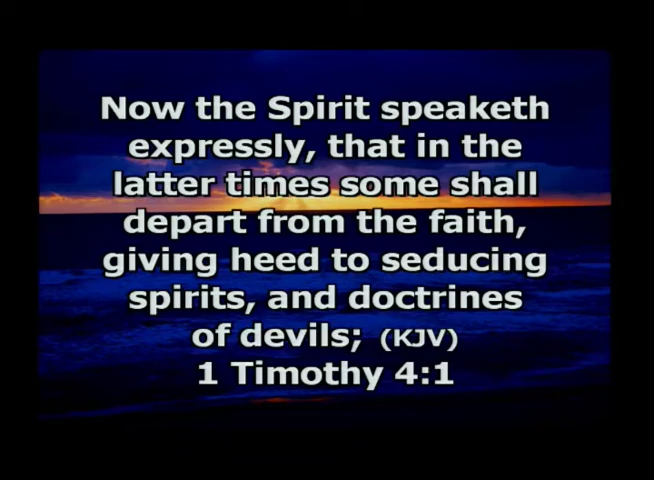 Now the Spirit speaketh
expressly, that in the
latter times some shall
depart from the faith,
giving heed to seducing
spirits, and doctrines
of devils; (KJV)
1 Timothy 4:1